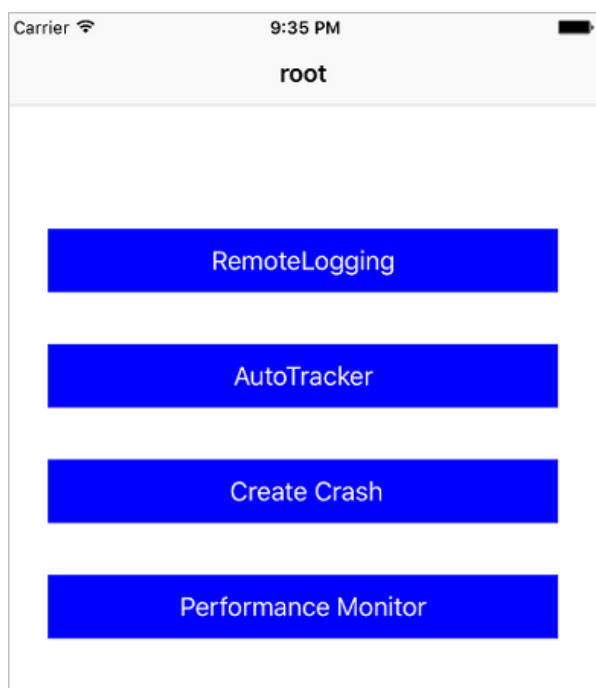 Carrier 9:35 PM
root
RemoteLogging
AutoTracker
Create Crash
Performance Monitor